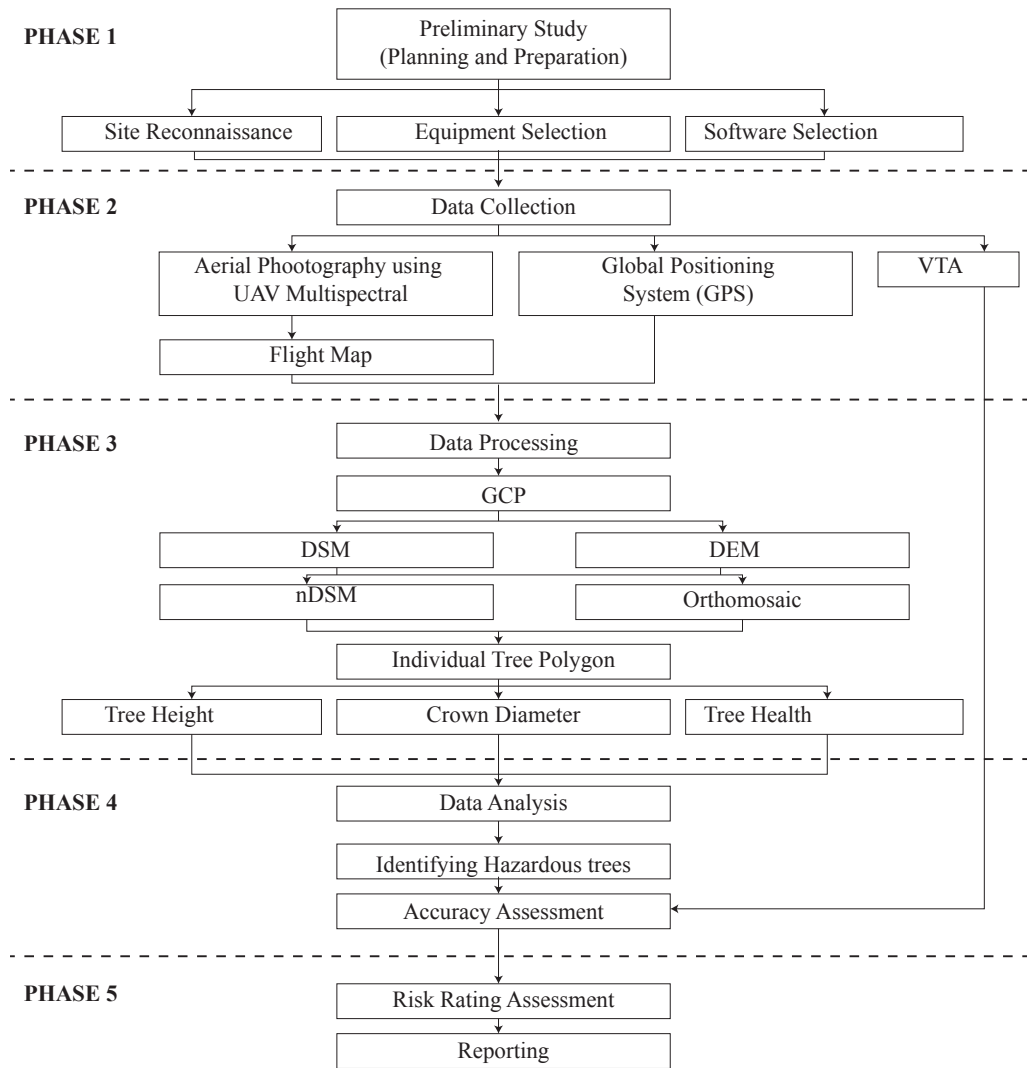 PHASE 1
Preliminary Study
(Planning and Preparation)
Site Reconnaissance
Equipment Selection
Software Selection
PHASE 2
Data Collection
Aerial Phootography using
UAV Multispectral
Global Positioning
System (GPS)
VTA
Flight Map
PHASE 3
Data Processing
GCP
DSM
DEM
nDSM
Orthomosaic
Individual Tree Polygon
Tree Height
Crown Diameter
Tree Health
PHASE 4
Data Analysis
Identifying Hazardous trees
Accuracy Assessment
PHASE 5
Risk Rating Assessment
Reporting